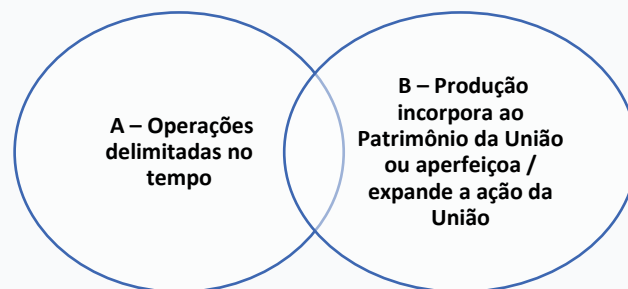 A – Operações
delimitadas no
tempo
B – Produção
incorpora ao
Patrimônio da União
ou aperfeiçoa /
expande a ação da
União